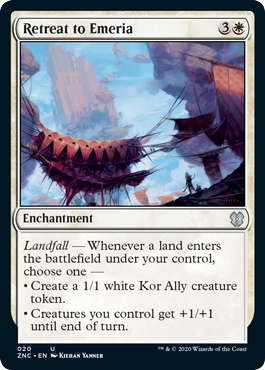 Retreat to Emeria 3
Enchantment
Landfall — Whenever a land enters
the battlefield under your control,
choose one —
• Create a 1/1 white Kor Ally creature
token.
• Creatures you control get +1/+1
until end of turn.
020 U
ZNC • EN KIERAN YANNER
™ & © 2020 Wizards of the Coast